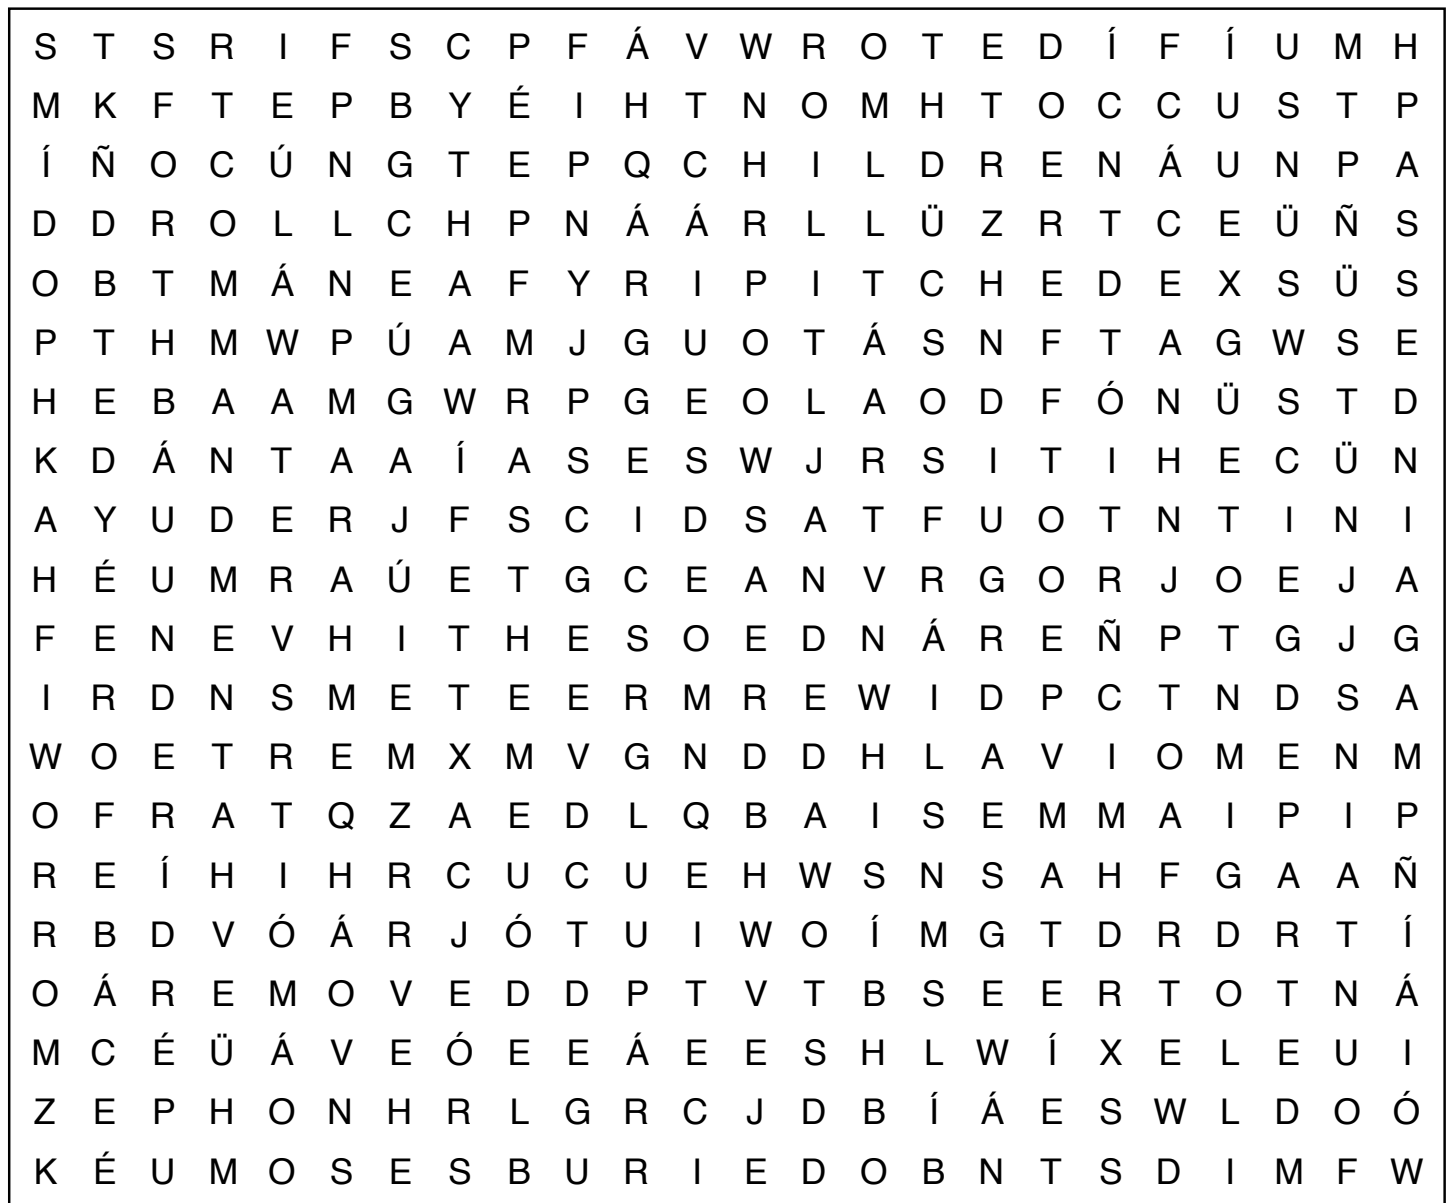 S T S R I F S C P F Á V W R O T E D Í F Í U M H
M K F T E P B Y É I H T N O M H T O C C U S T P
Í Ñ O C Ú N G T E P Q C H I L D R E N Á U N P A
D D R O L L C H P N Á Á R L L Ü Z R T C E Ü Ñ S
O B T M Á N E A F Y R I P I T C H E D E X S Ü S
P T H M W P Ú A M J G U O T Á S N F T A G W S E
H E B A A M G W R P G E O L A O D F Ó N Ü S T D
K D Á N T A A Í A S E S W J R S I T I H E C Ü N
A Y U D E R J F S C I D S A T F U O T N T I N I
H É U M R A Ú E T G C E A N V R G O R J O E J A
F E N E V H I T H E S O E D N Á R E Ñ P T G J G
I R D N S M E T E E R M R E W I D P C T N D S A
W O E T R E M X M V G N D D H L A V I O M E N M
O F R A T Q Z A E D L Q B A I S E M M A I P I P
R E Í H I H R C U C U E H W S N S A H F G A A Ñ
R B D V Ó Á R J Ó T U I W O Í M G T D R D R T Í
O Á R E M O V E D D P T V T B S E E R T O T N Á
M C É Ü Á V E Ó E E Á E E S H L W Í X E L E U I
Z E P H O N H R L G R C J D B Í Á E S W L D O Ó
K É U M O S E S B U R I E D O B N T S D I M F W